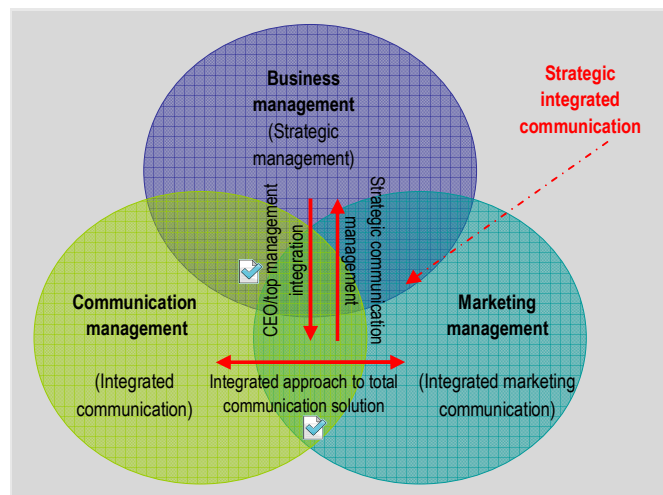 Business
management
(Strategic
management)
Strategic
integrated
communication
CEO/top management
integration
Strategic communication
management
Communication
management
(Integrated
communication)
Marketing
management
(Integrated marketing
communication)
Integrated approach to total
communication solution